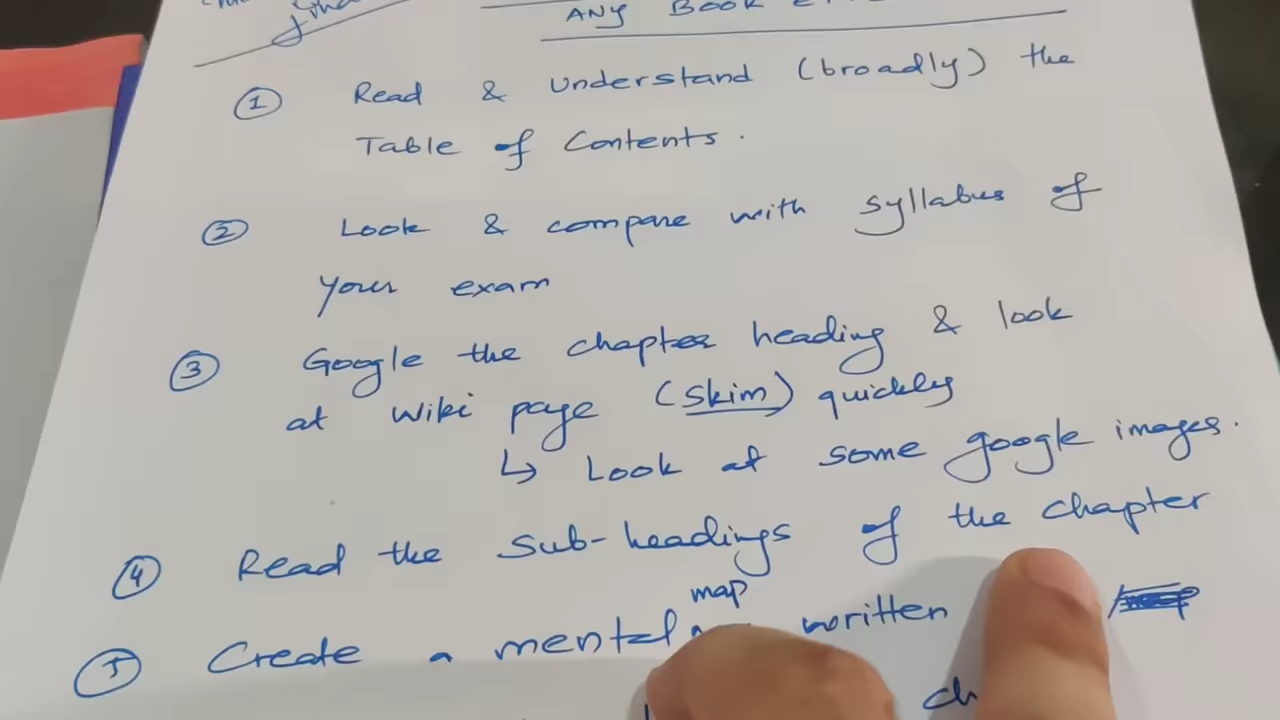 ANY BOOK
① Read & understand (broadly) the
Table of Contents.
② Look & compare with syllabus of
your exam
③ Google the chapter heading & look
at Wiki page (skim) quickly
↳ Look at some google images.
④ Read the Sub-headings of the chapter
map
⑤ Create a mental written